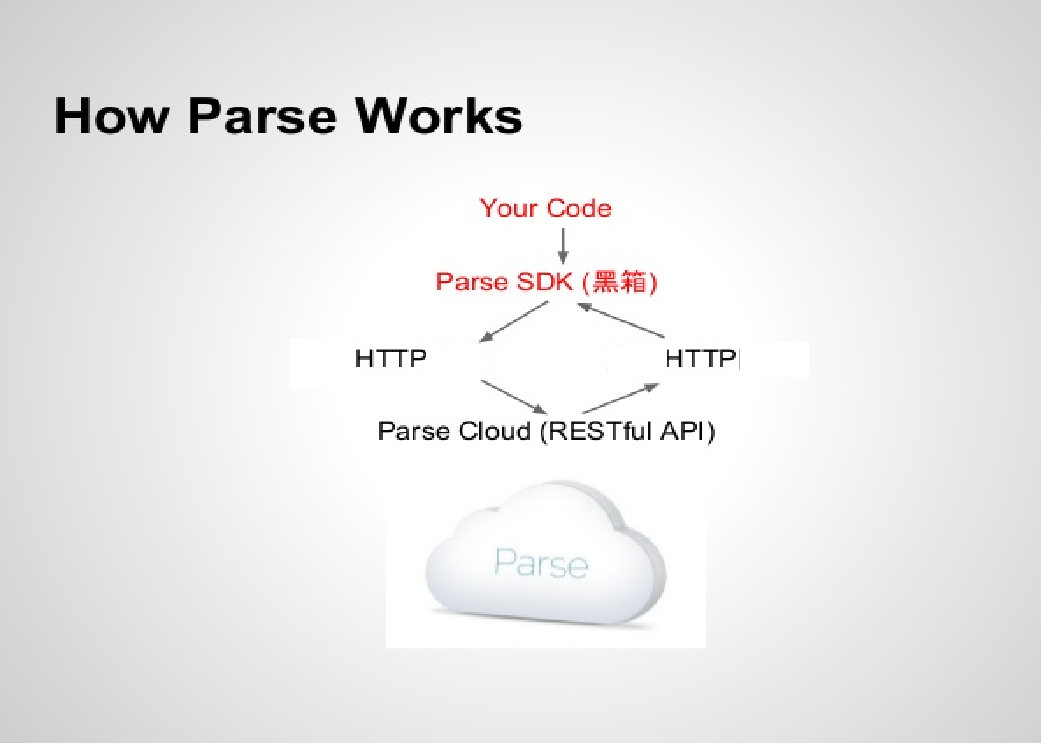 How Parse Works
Your Code
Parse SDK (黑箱)
HTTP
HTTP
Parse Cloud (RESTful API)
Parse